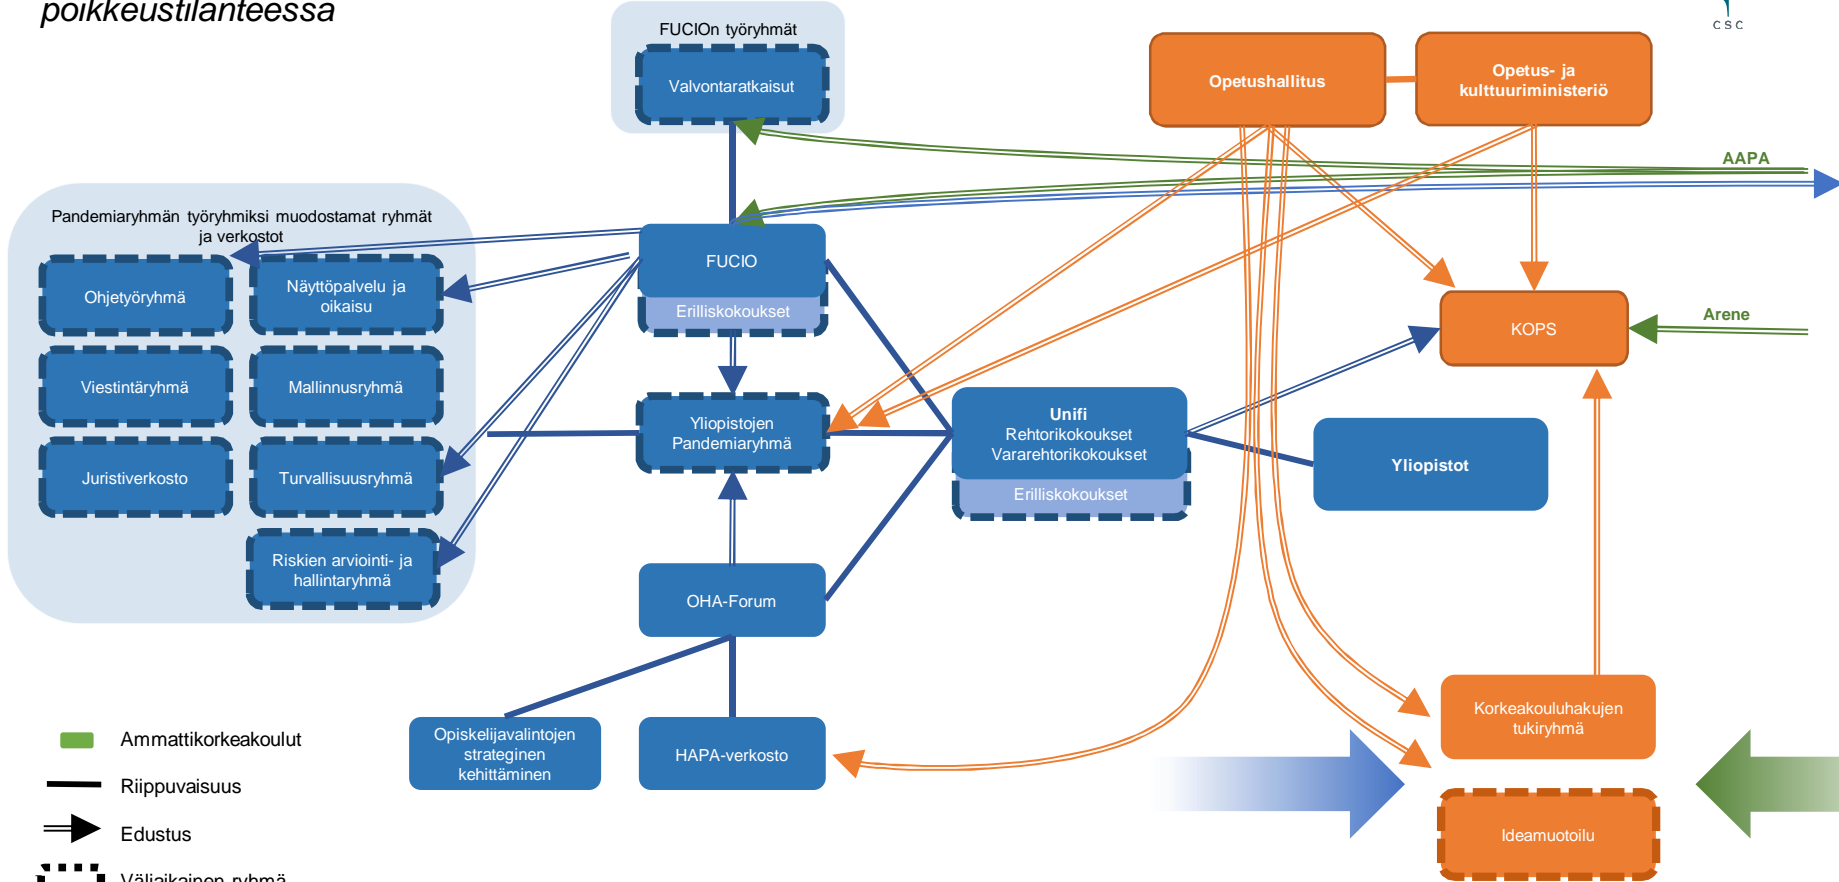 poikkeustilanteessa
CSC
FUCIOn työryhmät
Valvontaratkaisut
Opetushallitus
Opetus- ja
kulttuuriministeriö
AAPA
Pandemiaryhmän työryhmiksi muodostamat ryhmät
ja verkostot
Ohjetyöryhmä
Näyttöpalvelu ja
oikaisu
Viestintäryhmä
Mallinnusryhmä
Juristiverkosto
Turvallisuusryhmä
Riskien arviointi- ja
hallintaryhmä
FUCIO
Erilliskokoukset
KOPS
Arene
Yliopistojen
Pandemiaryhmä
Unifi
Rehtorikokoukset
Vararehtorikokoukset
Erilliskokoukset
Yliopistot
OHA-Forum
Opiskelijavalintojen
strateginen
kehittäminen
HAPA-verkosto
Korkeakouluhakujen
tukiryhmä
Ideamuotoilu
Ammattikorkeakoulut
Riippuvaisuus
Edustus
Väliaikainen ryhmä